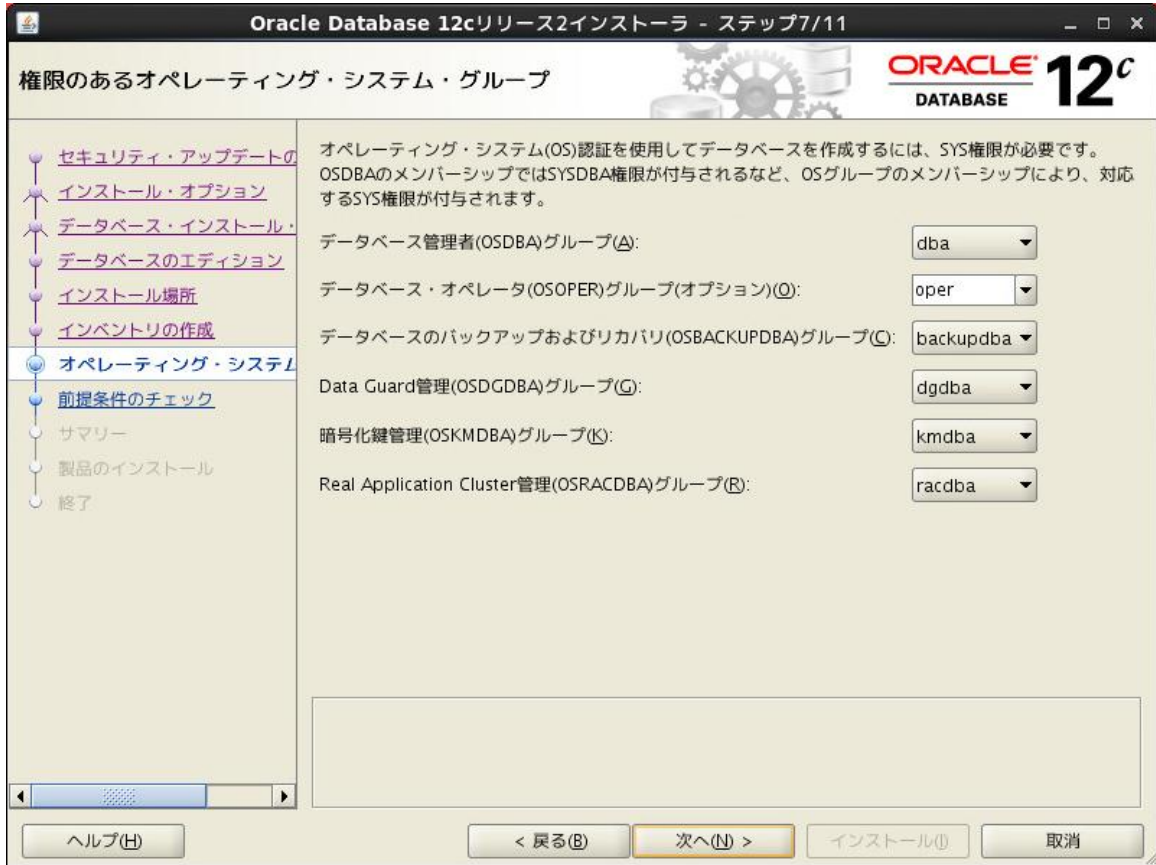 Oracle Database 12cリリース2インストーラ - ステップ7/11
権限のあるオペレーティング・システム・グループ
ORACLE
DATABASE
12c
セキュリティ・アップデートの
インストール・オプション
データベース・インストール・
データベースのエディション
インストール場所
インベントリの作成
オペレーティング・システム
前提条件のチェック
サマリー
製品のインストール
終了
オペレーティング・システム(OS)認証を使用してデータベースを作成するには、SYS権限が必要です。
OSDBAのメンバーシップではSYSDBA権限が付与されるなど、OSグループのメンバーシップにより、対応
するSYS権限が付与されます。
データベース管理者(OSDBA)グループ(A): dba
データベース・オペレータ(OSOPER)グループ(オプション)(O): oper
データベースのバックアップおよびリカバリ(OSBACKUPDBA)グループ(C): backupdba
Data Guard管理(OSDGDBA)グループ(G): dgdba
暗号化鍵管理(OSKMDBA)グループ(K): kmdba
Real Application Cluster管理(OSRACDBA)グループ(R): racdba
ヘルプ(H)
< 戻る(B)
次へ(N) >
インストール(I)
取消